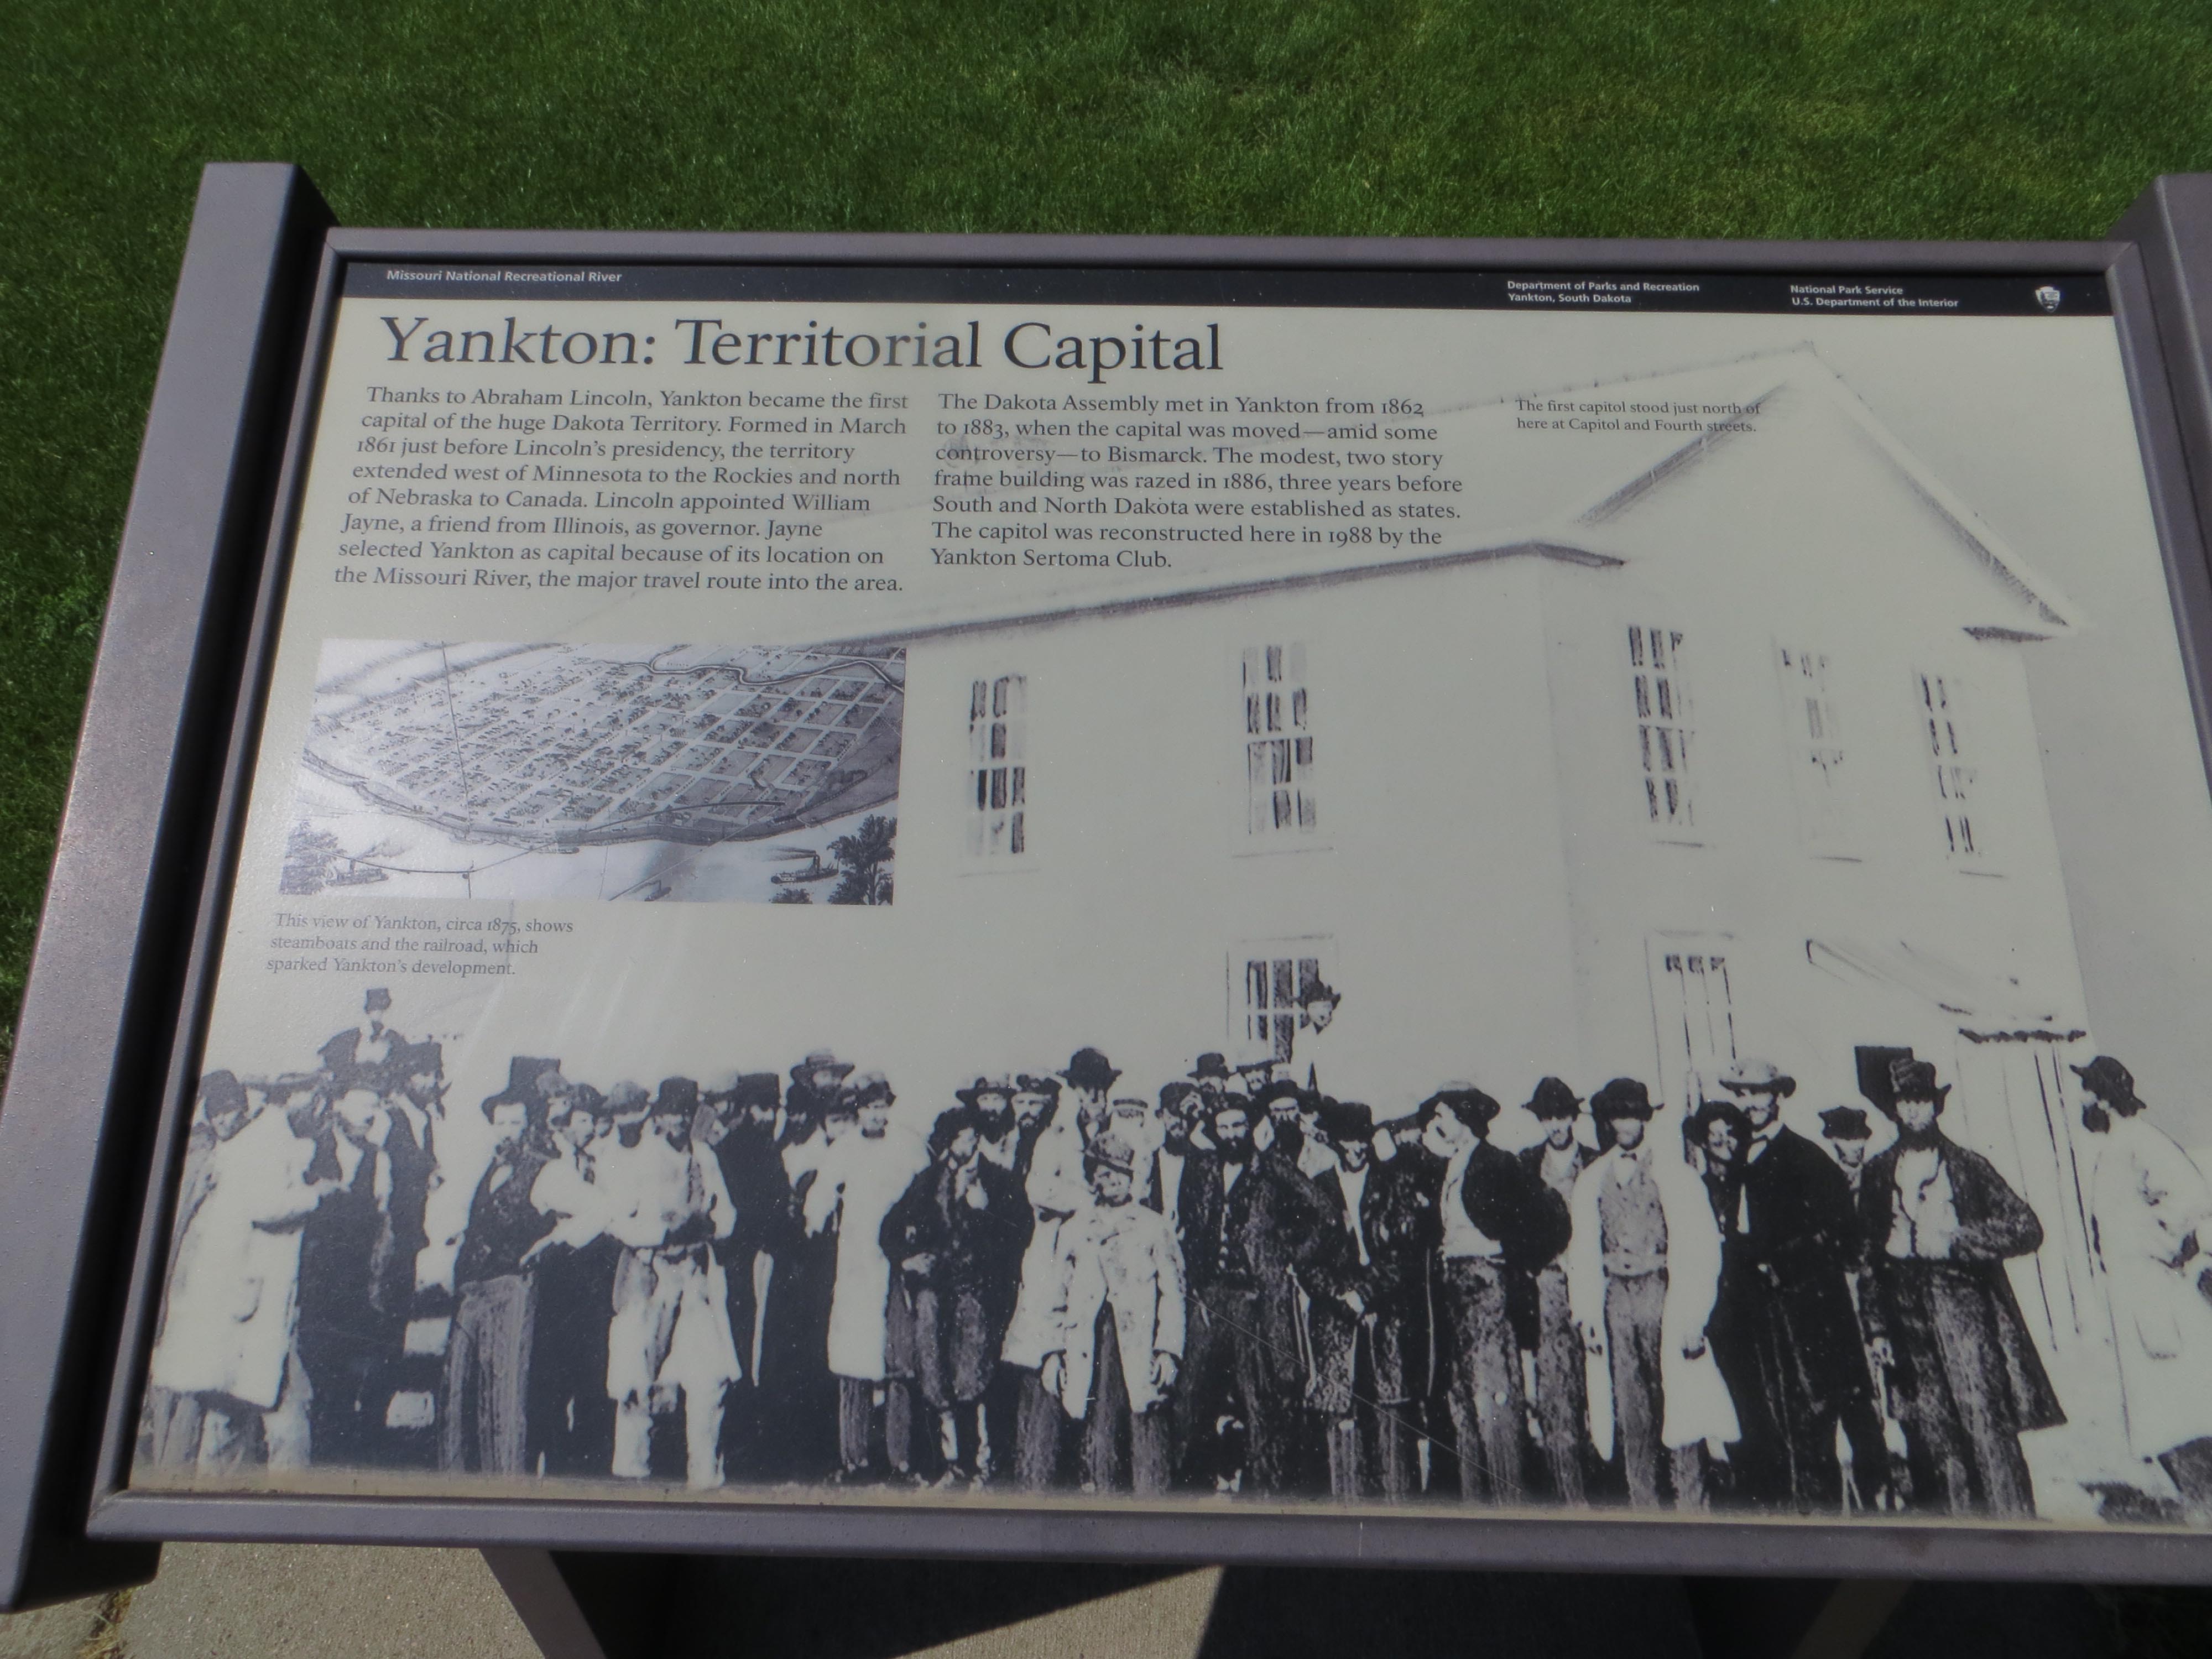 Missouri National Recreational River
Department of Parks and Recreation
Yankton, South Dakota
National Park Service
U.S. Department of the Interior
Yankton: Territorial Capital
Thanks to Abraham Lincoln, Yankton became the first
capital of the huge Dakota Territory. Formed in March
1861 just before Lincoln's presidency, the territory
extended west of Minnesota to the Rockies and north
of Nebraska to Canada. Lincoln appointed William
Jayne, a friend from Illinois, as governor. Jayne
selected Yankton as capital because of its location on
the Missouri River, the major travel route into the area.
The Dakota Assembly met in Yankton from 1862
to 1883, when the capital was moved—amid some
controversy—to Bismarck. The modest, two story
frame building was razed in 1886, three years before
South and North Dakota were established as states.
The capitol was reconstructed here in 1988 by the
Yankton Sertoma Club.
The first capitol stood just north of
here at Capitol and Fourth streets.
This view of Yankton, circa 1875, shows
steamboats and the railroad, which
sparked Yankton's development.